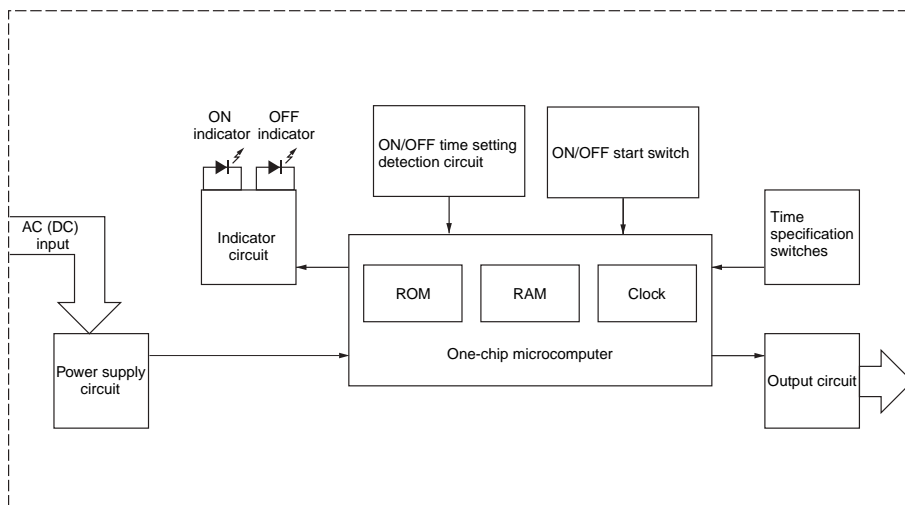 ON
indicator
OFF
indicator
ON/OFF time setting
detection circuit
ON/OFF start switch
AC (DC)
input
Indicator
circuit
Time
specification
switches
ROM
RAM
Clock
One-chip microcomputer
Power supply
circuit
Output circuit